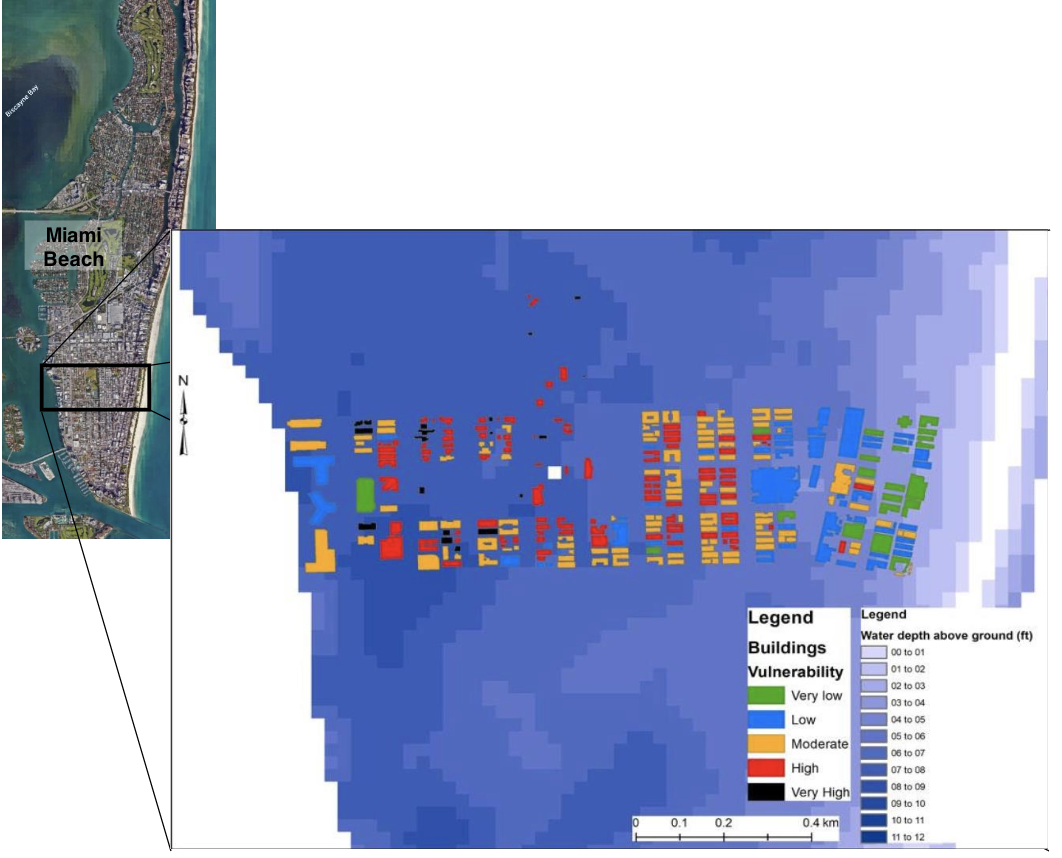 Biscayne Bay
Miami
Beach
N
Legend
Buildings
Vulnerability
Very low
Low
Moderate
High
Very High
Legend
Water depth above ground (ft)
00 to 01
01 to 02
02 to 03
03 to 04
04 to 05
05 to 06
06 to 07
07 to 08
08 to 09
09 to 10
10 to 11
11 to 12
0 0.1 0.2 0.4 km